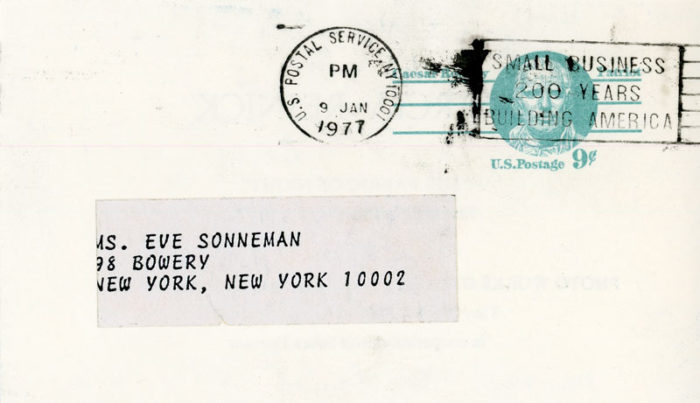 U.S. POSTAL SERVICE NY 10001
PM
9 JAN
1977
SMALL BUSINESS
200 YEARS
BUILDING AMERICA
Patriot
U.S. Postage 9¢
MS. EVE SONNEMAN
98 BOWERY
NEW YORK, NEW YORK 10002